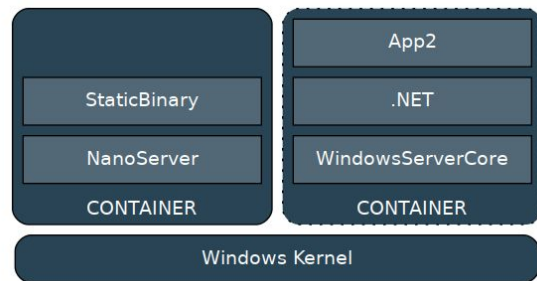 StaticBinary
NanoServer
CONTAINER
App2
.NET
WindowsServerCore
CONTAINER
Windows Kernel